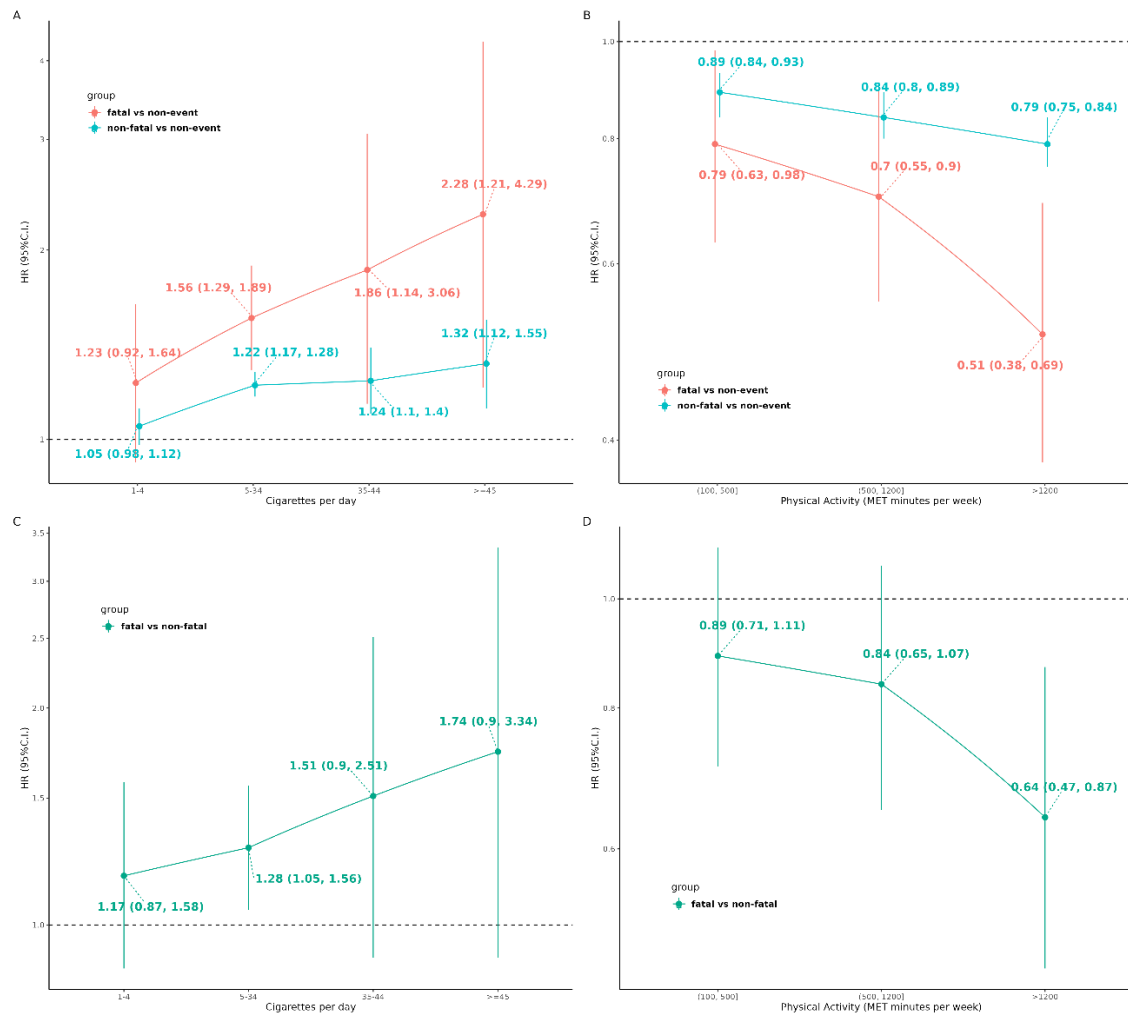 A
HR (95%C.I.)
4
3
2
1
group
fatal vs non-event
non-fatal vs non-event
2.28 (1.21, 4.29)
1.56 (1.29, 1.89)
1.86 (1.14, 3.06)
1.23 (0.92, 1.64)
1.32 (1.12, 1.55)
1.22 (1.17, 1.28)
1.24 (1.1, 1.4)
1.05 (0.98, 1.12)
1-4
5-34
35-44
>=45
Cigarettes per day
B
HR (95%C.I.)
1.0
0.8
0.6
0.4
0.89 (0.84, 0.93)
0.84 (0.8, 0.89)
0.79 (0.75, 0.84)
0.79 (0.63, 0.98)
0.7 (0.55, 0.9)
0.51 (0.38, 0.69)
group
fatal vs non-event
non-fatal vs non-event
(100, 500]
(500, 1200]
>1200
Physical Activity (MET minutes per week)
C
HR (95%C.I.)
3.5
3.0
2.5
2.0
1.5
1.0
group
fatal vs non-fatal
1.74 (0.9, 3.34)
1.51 (0.9, 2.51)
1.28 (1.05, 1.56)
1.17 (0.87, 1.58)
1-4
5-34
35-44
>=45
Cigarettes per day
D
HR (95%C.I.)
1.0
0.8
0.6
0.89 (0.71, 1.11)
0.84 (0.65, 1.07)
0.64 (0.47, 0.87)
group
fatal vs non-fatal
(100, 500]
(500, 1200]
>1200
Physical Activity (MET minutes per week)